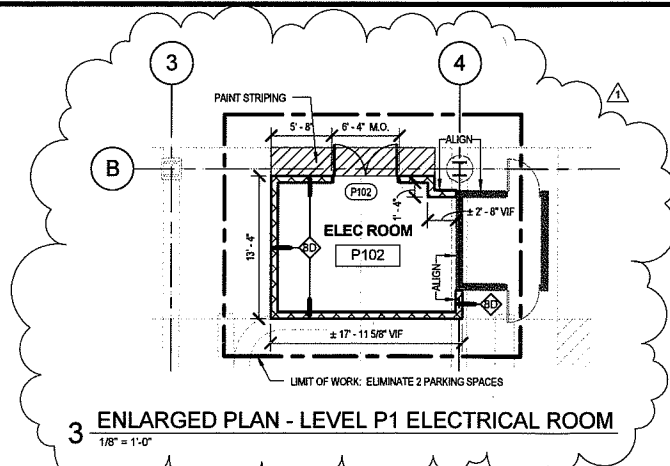 3
4
1
PAINT STRIPING
5' - 8"
6' - 4" M.O.
ALIGN
B
P102
1' - 4"
± 2' - 8" VIF
ELEC ROOM
P102
13' - 4"
8D
ALIGN
8D
± 17' - 11 5/8" VIF
LIMIT OF WORK: ELIMINATE 2 PARKING SPACES
3 ENLARGED PLAN - LEVEL P1 ELECTRICAL ROOM
1/8" = 1'-0"